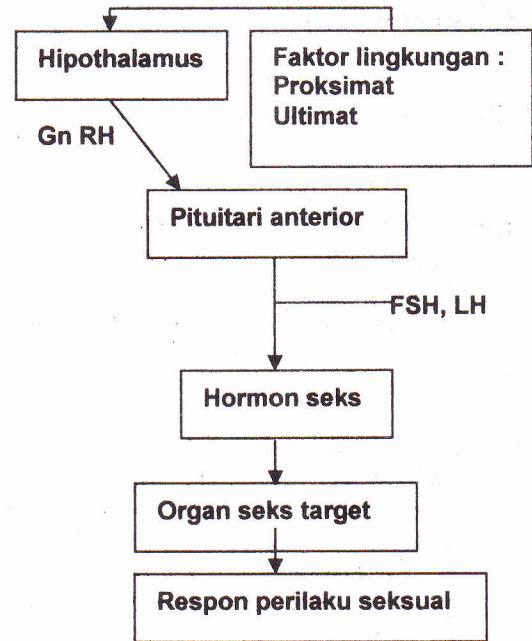 Hipothalamus
Faktor lingkungan :
Proksimat
Ultimat
Gn RH
Pituitari anterior
FSH, LH
Hormon seks
Organ seks target
Respon perilaku seksual